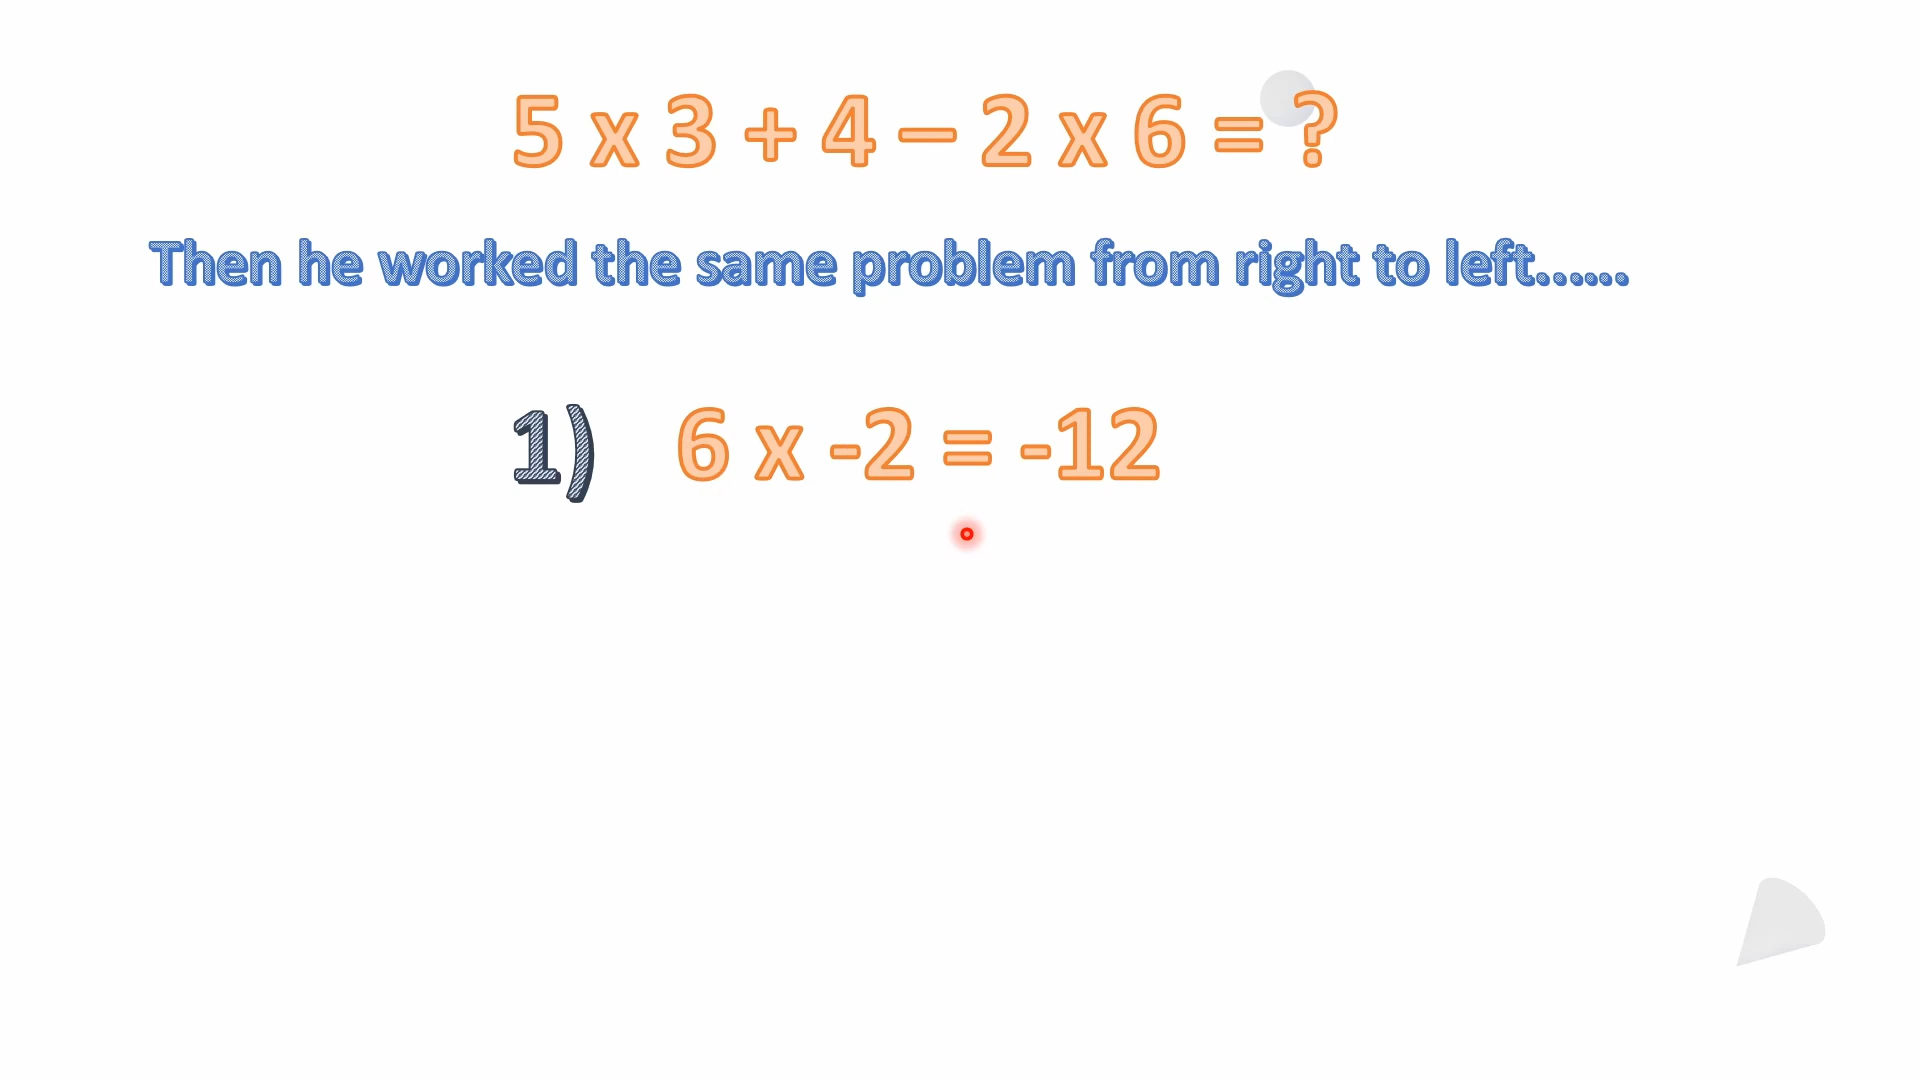 5 x 3 + 4 – 2 x 6 = ?
Then he worked the same problem from right to left......
1) 6 x -2 = -12